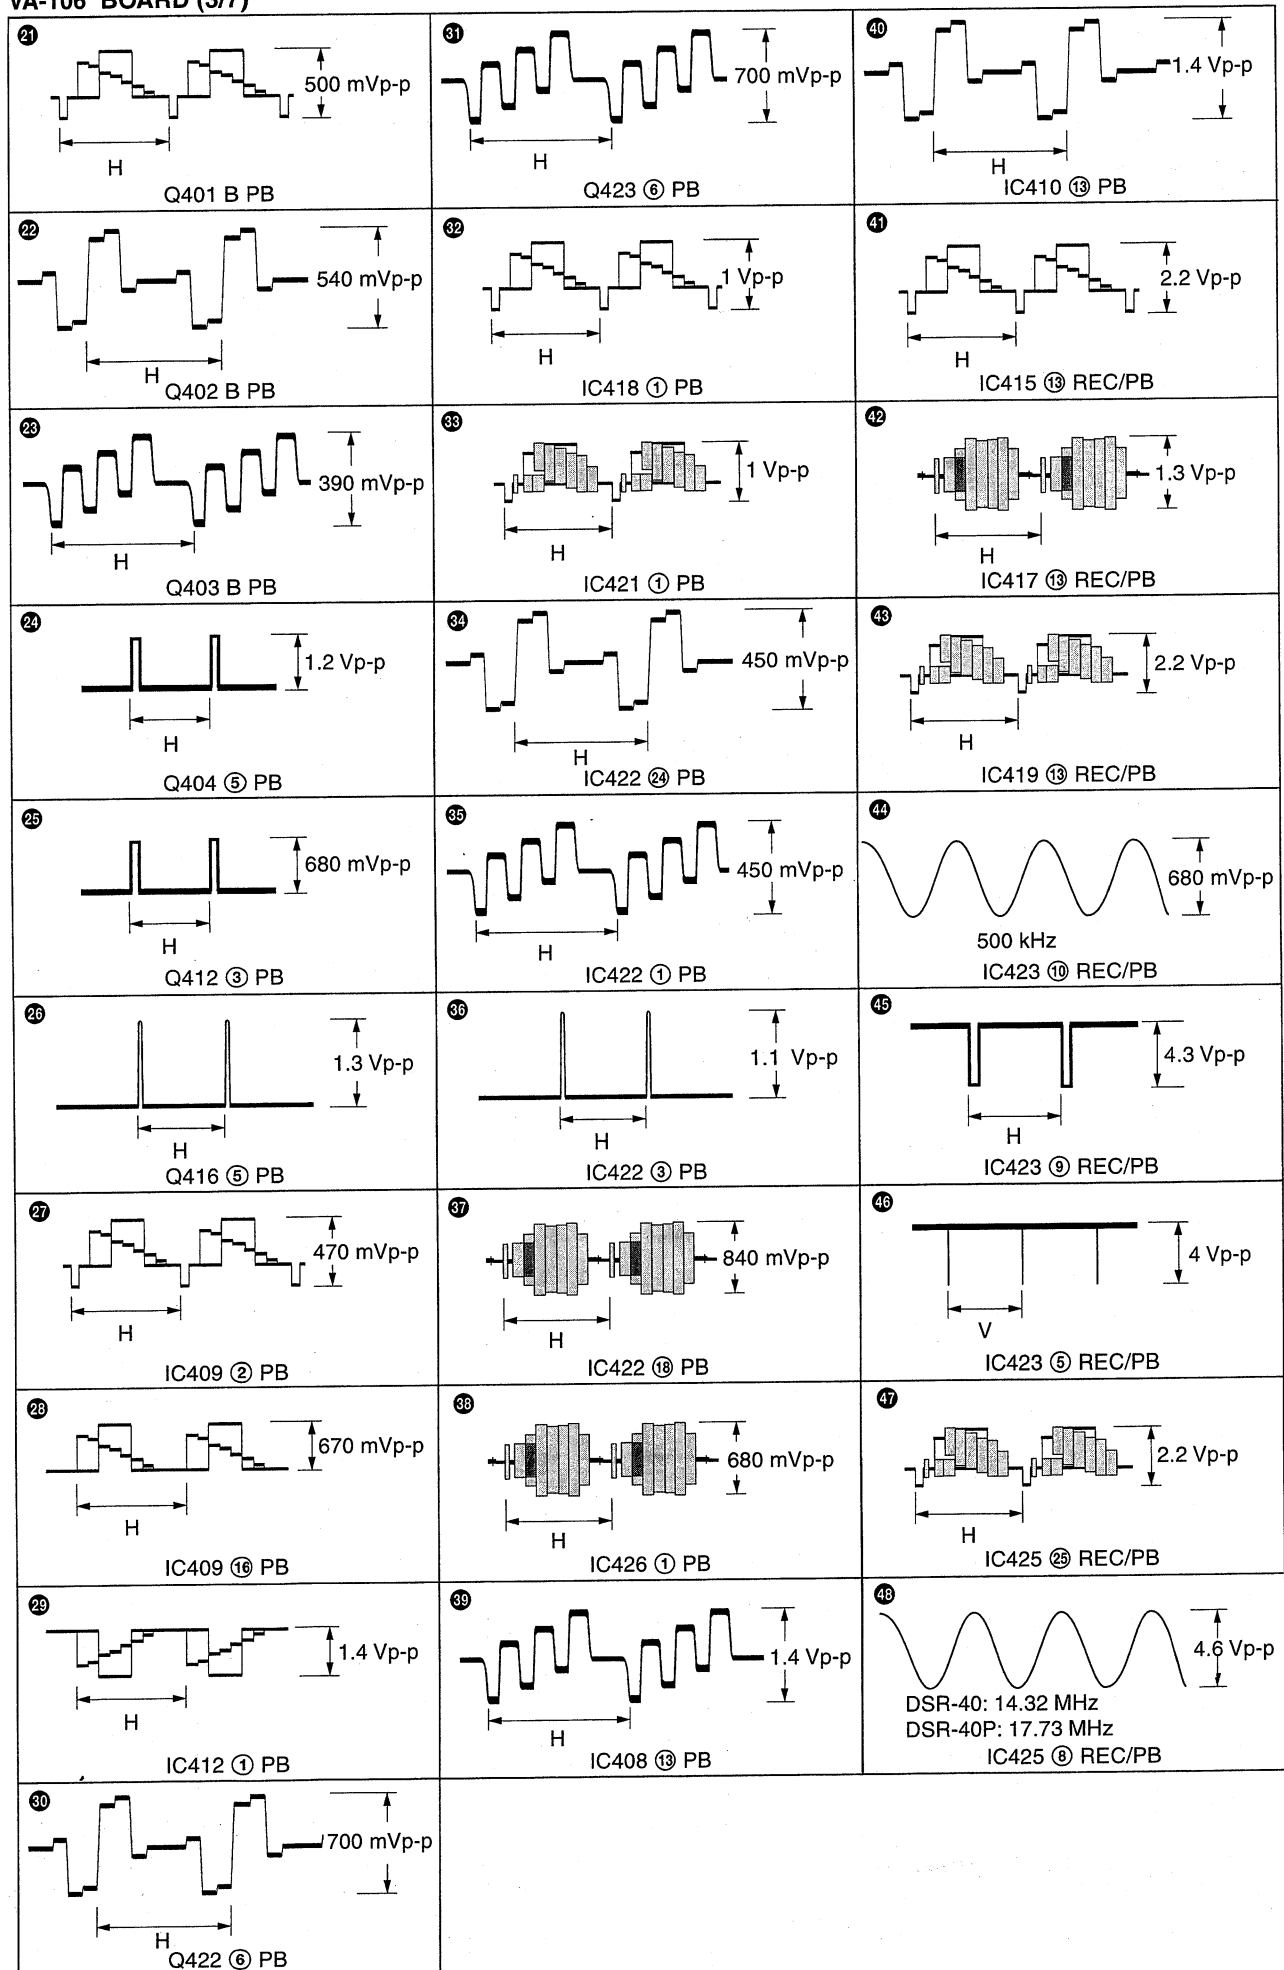 VA-106 BOARD (3/7)
21
500 mVp-p
H
Q401 B PB
22
540 mVp-p
H
Q402 B PB
23
390 mVp-p
H
Q403 B PB
24
1.2 Vp-p
H
Q404 ⑤ PB
25
680 mVp-p
H
Q412 ③ PB
26
1.3 Vp-p
H
Q416 ⑤ PB
27
470 mVp-p
H
IC409 ② PB
28
670 mVp-p
H
IC409 ⑯ PB
29
1.4 Vp-p
H
IC412 ① PB
30
700 mVp-p
H
Q422 ⑥ PB
31
700 mVp-p
H
Q423 ⑥ PB
32
1 Vp-p
H
IC418 ① PB
33
1 Vp-p
H
IC421 ① PB
34
450 mVp-p
H
IC422 ㉔ PB
35
450 mVp-p
H
IC422 ① PB
36
1.1 Vp-p
H
IC422 ③ PB
37
840 mVp-p
H
IC422 ⑱ PB
38
680 mVp-p
H
IC426 ① PB
39
1.4 Vp-p
H
IC408 ⑬ PB
40
1.4 Vp-p
H
IC410 ⑬ PB
41
2.2 Vp-p
H
IC415 ⑬ REC/PB
42
1.3 Vp-p
H
IC417 ⑬ REC/PB
43
2.2 Vp-p
H
IC419 ⑬ REC/PB
44
680 mVp-p
500 kHz
IC423 ⑩ REC/PB
45
4.3 Vp-p
H
IC423 ⑨ REC/PB
46
4 Vp-p
V
IC423 ⑤ REC/PB
47
2.2 Vp-p
H
IC425 ㉕ REC/PB
48
4.6 Vp-p
DSR-40: 14.32 MHz
DSR-40P: 17.73 MHz
IC425 ⑧ REC/PB